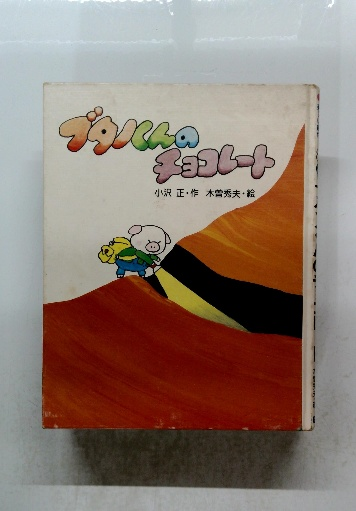 ブタノくんの
チョコレート
小沢 正・作 木曽秀夫・絵